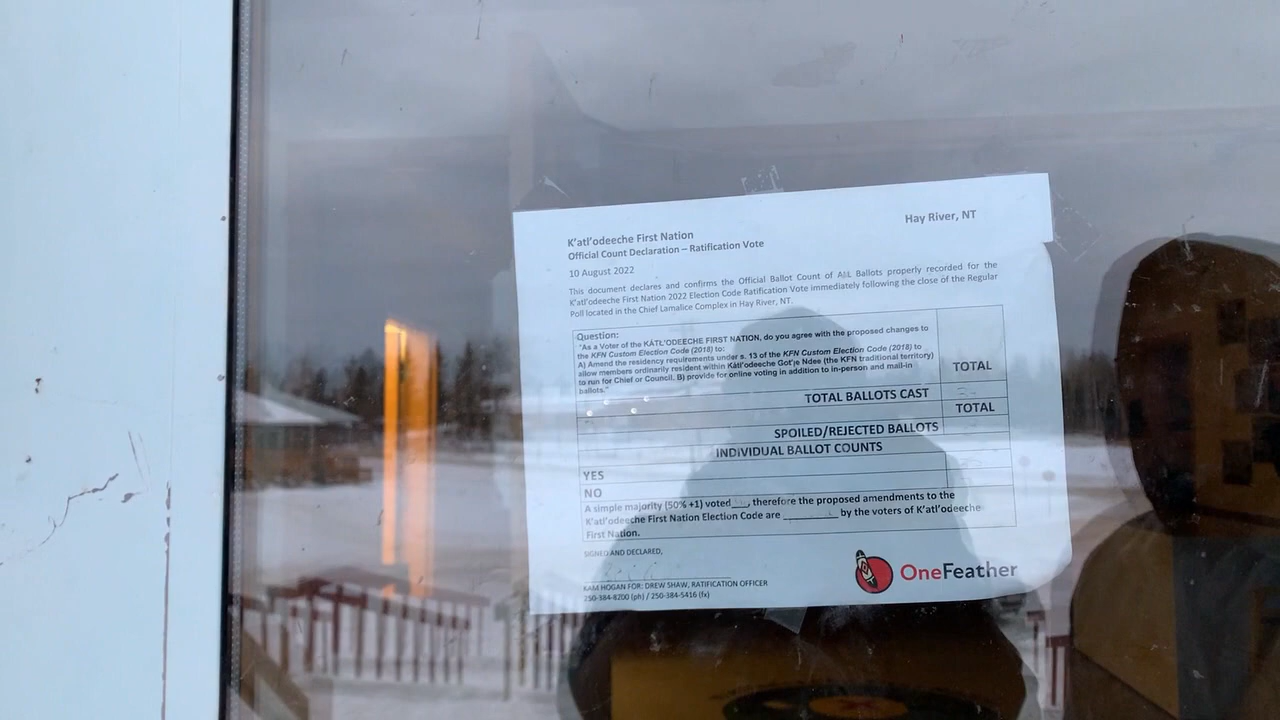 Hay River, NT
K'atl'odeeche First Nation
Official Count Declaration – Ratification Vote
10 August 2022
This document declares and confirms the Official Ballot Count of ALL Ballots properly recorded for the
K'atl'odeeche First Nation 2022 Election Code Ratification Vote immediately following the close of the Regular
Poll located in the Chief Lamalice Complex in Hay River, NT.
Question:
"As a Voter of the KÁTŁ'ODEECHE FIRST NATION, do you agree with the proposed changes to
the KFN Custom Election Code (2018) to:
A) Amend the residency requirements under s. 13 of the KFN Custom Election Code (2018) to
allow members ordinarily resident within Kátł'odeeche Got'įe Ndee (the KFN traditional territory)
to run for Chief or Council. B) provide for online voting in addition to in-person and mail-in
ballots."
TOTAL
TOTAL BALLOTS CAST
TOTAL
SPOILED/REJECTED BALLOTS
INDIVIDUAL BALLOT COUNTS
YES
NO
A simple majority (50% +1) voted___, therefore the proposed amendments to the
K'atl'odeeche First Nation Election Code are _________ by the voters of K'atl'odeeche
First Nation.
SIGNED AND DECLARED,
KAM HOGAN FOR: DREW SHAW, RATIFICATION OFFICER
250-384-8200 (ph) / 250-384-5416 (fx)
OneFeather